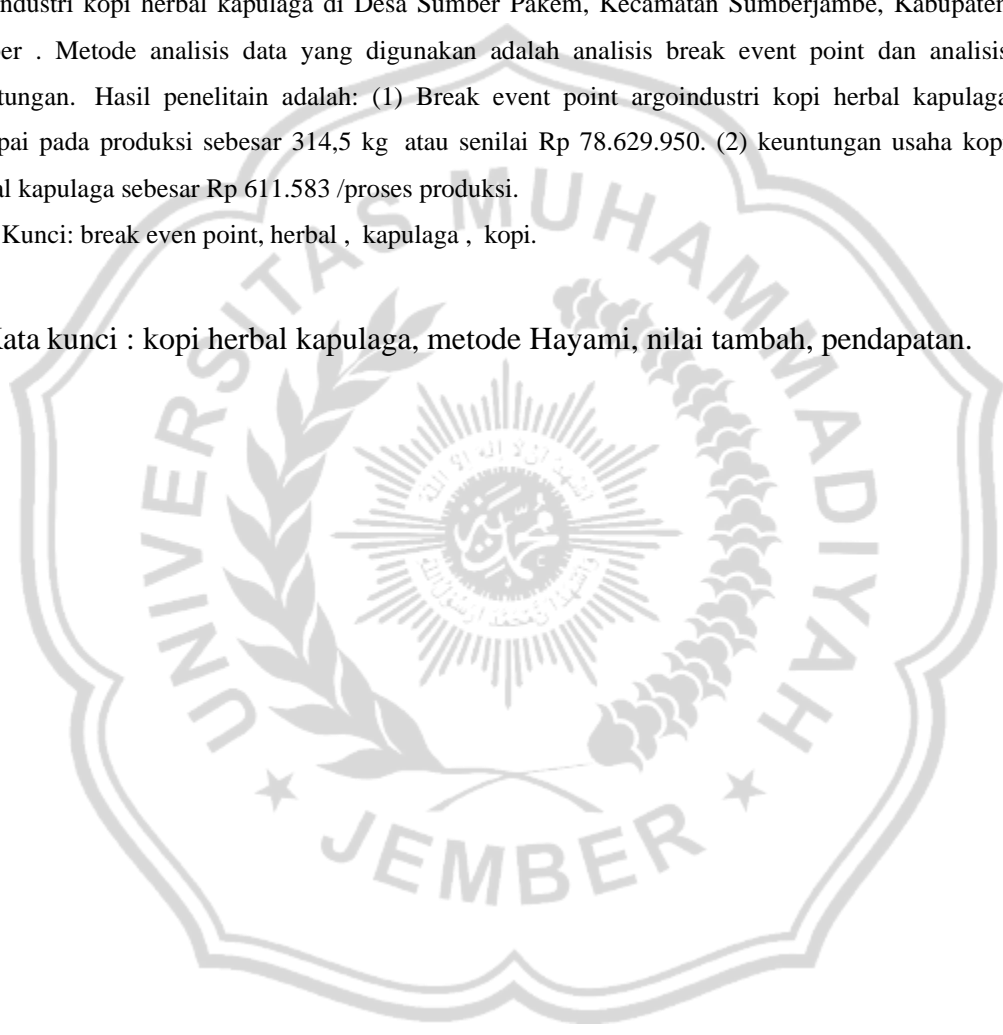 industri kopi herbal kapulaga di Desa Sumber Pakem, Kecamatan Sumberjambe, Kabupaten
ber . Metode analisis data yang digunakan adalah analisis break event point dan analisis
tungan. Hasil penelitain adalah: (1) Break event point argoindustri kopi herbal kapulaga
pai pada produksi sebesar 314,5 kg atau senilai Rp 78.629.950. (2) keuntungan usaha kop
al kapulaga sebesar Rp 611.583 /proses produksi.
Kunci: break even point, herbal , kapulaga , kopi.
Kata kunci : kopi herbal kapulaga, metode Hayami, nilai tambah, pendapatan.
UNIVERSITAS MUHAMMADIYAH
JEMBER